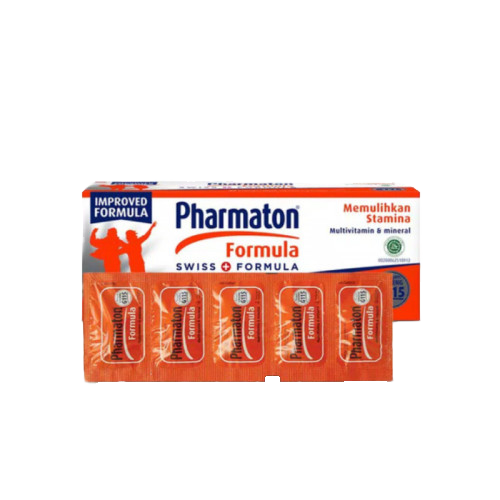 IMPROVED
FORMULA
Pharmaton®
Formula
SWISS + FORMULA
Memulihkan
Stamina
Multivitamin & mineral
Pharmaton
Formula
Pharmaton
Formula
Pharmaton
Formula
Pharmaton
Formula
Pharmaton
Formula